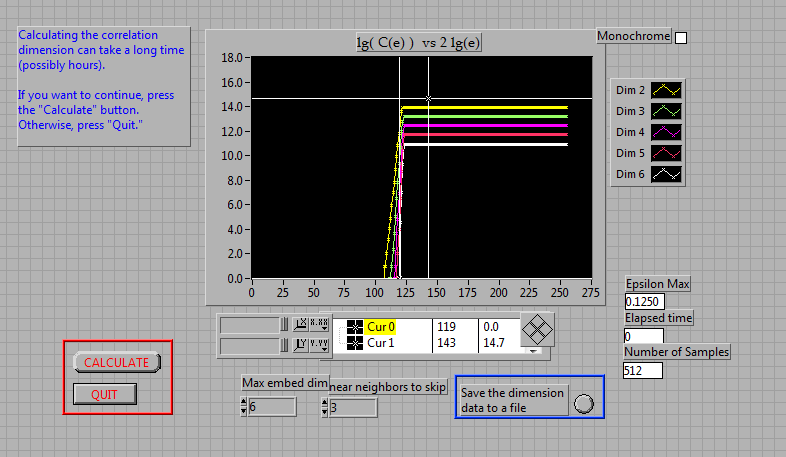 Calculating the correlation
dimension can take a long time
(possibly hours).
If you want to continue, press
the "Calculate" button.
Otherwise, press "Quit."
lg( C(e) ) vs 2 lg(e)
Monochrome
18.0
16.0
14.0
12.0
10.0
8.0
6.0
4.0
2.0
0.0
0 25 50 75 100 125 150 175 200 225 250 275
Dim 2
Dim 3
Dim 4
Dim 5
Dim 6
Epsilon Max
0.1250
Elapsed time
0
Number of Samples
512
X X.XX
Y Y.YY
Cur 0 119 0.0
Cur 1 143 14.7
CALCULATE
QUIT
Max embed dim
6
near neighbors to skip
3
Save the dimension
data to a file